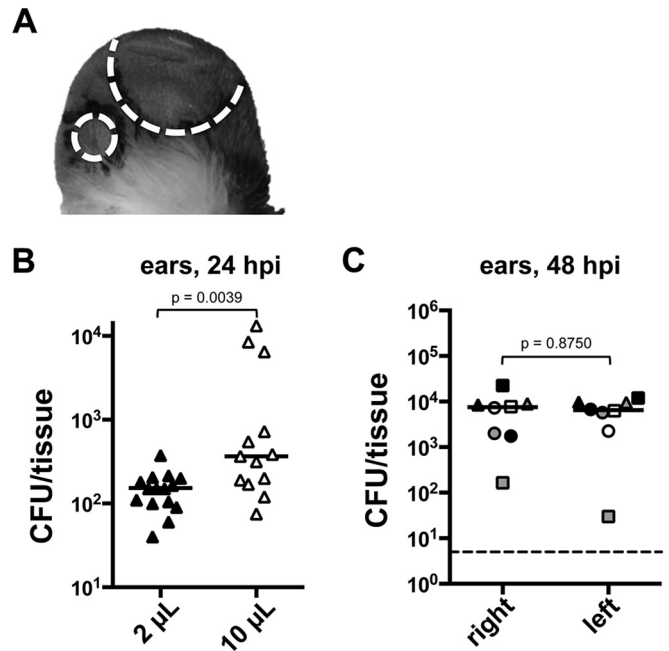 A
B
ears, 24 hpi
p = 0.0039
CFU/tissue
10⁴
10³
10²
10¹
2 µL
10 µL
C
ears, 48 hpi
p = 0.8750
CFU/tissue
10⁶
10⁵
10⁴
10³
10²
10¹
10⁰
right
left